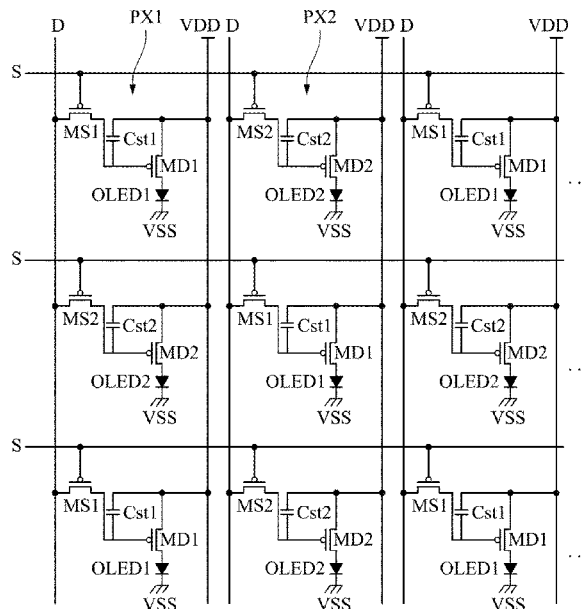 D PX1 VDD D PX2 VDD D VDD
S
MS1 Cst1 MS2 Cst2 MS1 Cst1
MD1 MD2 MD1
OLED1 OLED2 OLED1
VSS VSS VSS
S
MS2 Cst2 MS1 Cst1 MS2 Cst2
MD2 MD1 MD2
OLED2 OLED1 OLED2
VSS VSS VSS
S
MS1 Cst1 MS2 Cst2 MS1 Cst1
MD1 MD2 MD1
OLED1 OLED2 OLED1
VSS VSS VSS